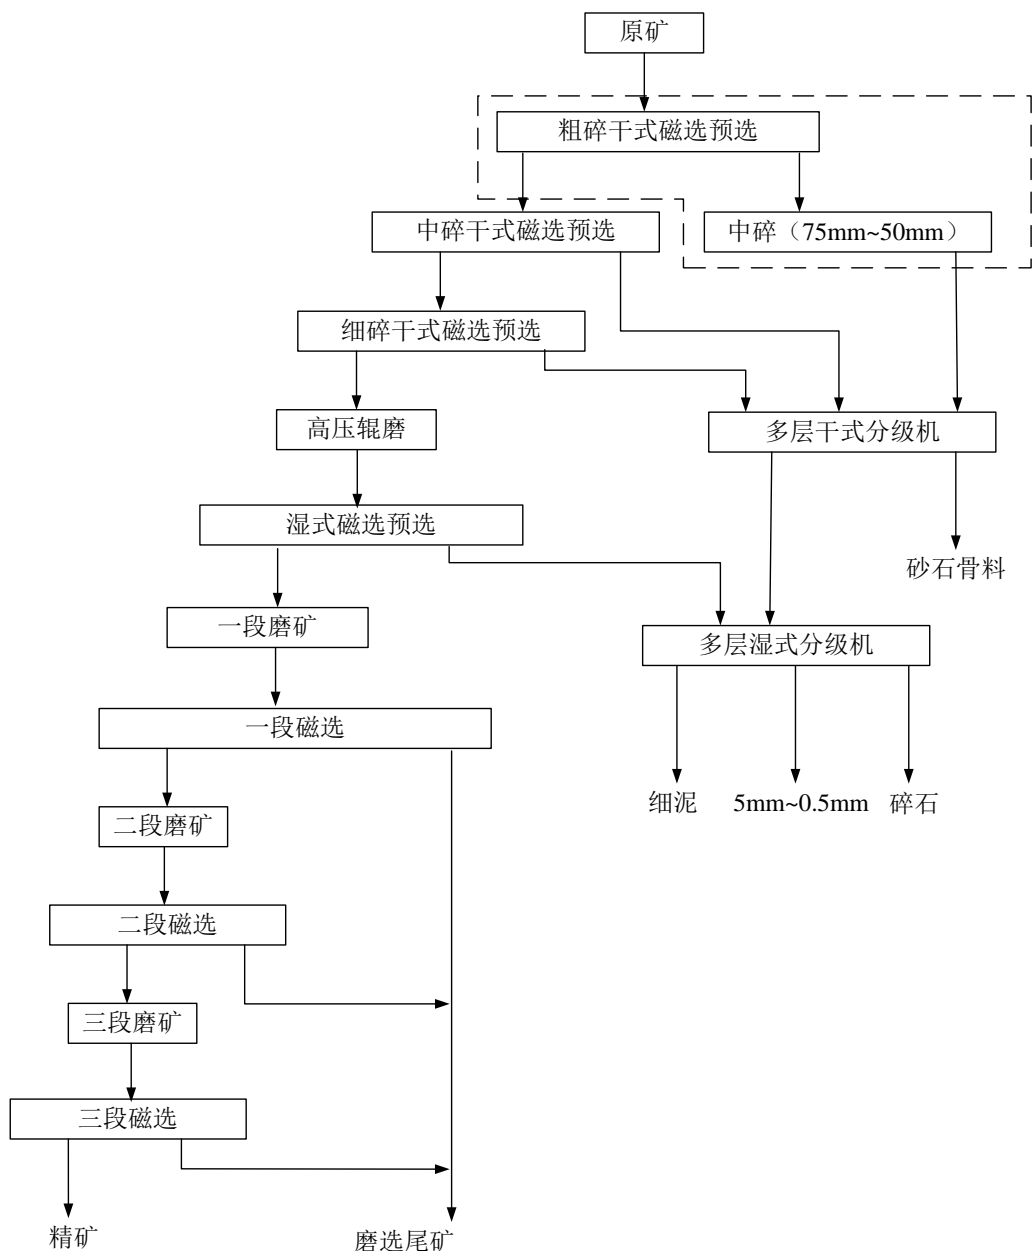 原矿
粗碎干式磁选预选
中碎干式磁选预选
中碎（75mm~50mm）
细碎干式磁选预选
高压辊磨
多层干式分级机
湿式磁选预选
砂石骨料
一段磨矿
多层湿式分级机
一段磁选
细泥
5mm~0.5mm
碎石
二段磨矿
二段磁选
三段磨矿
三段磁选
精矿
磨选尾矿